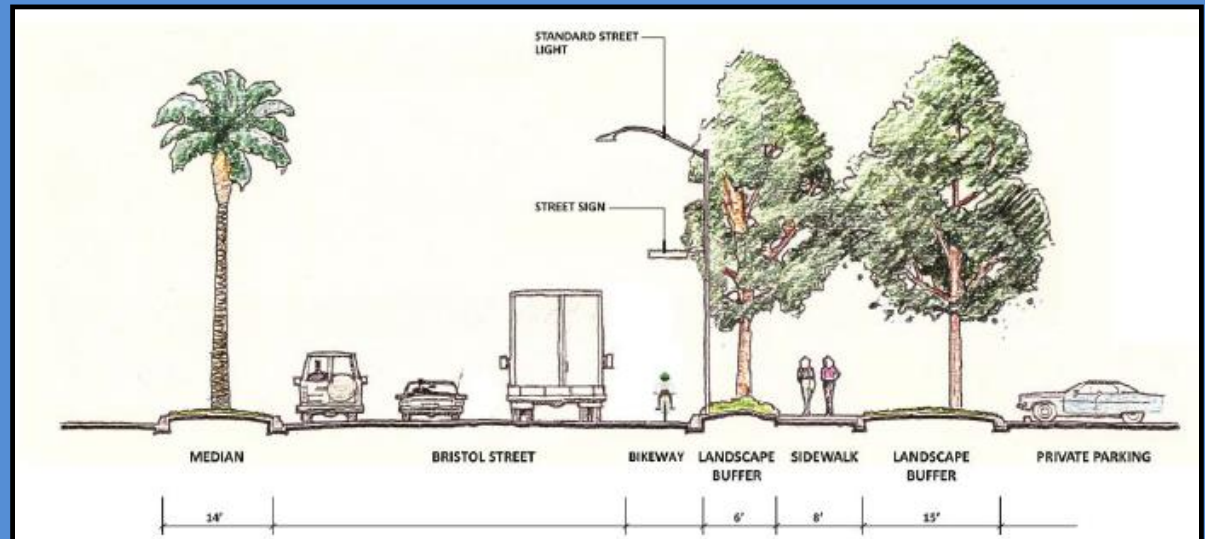 STANDARD STREET
LIGHT
STREET SIGN
MEDIAN
BRISTOL STREET
BIKEWAY
LANDSCAPE
BUFFER
SIDEWALK
LANDSCAPE
BUFFER
PRIVATE PARKING
14'
6'
8'
15'